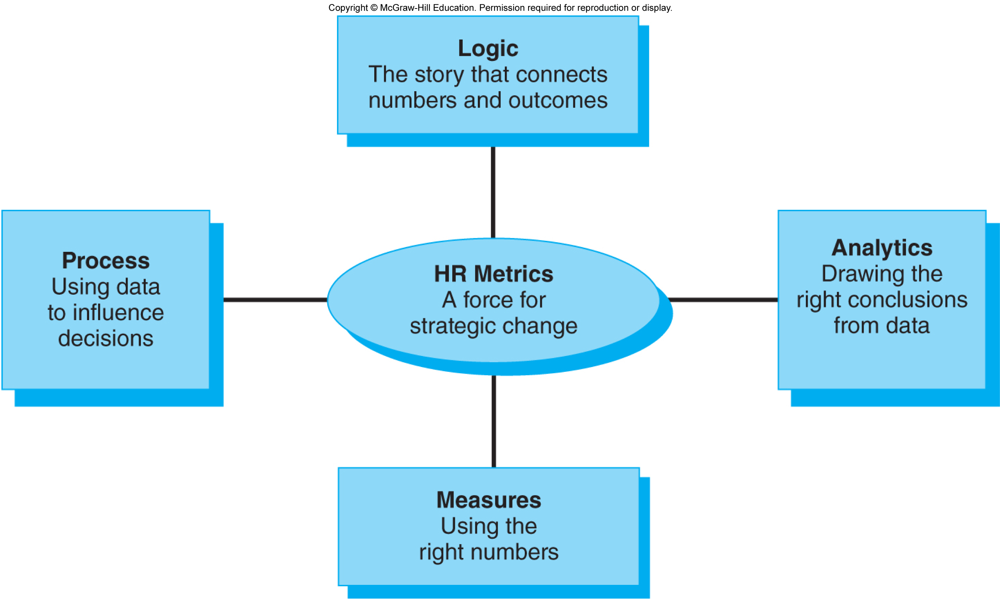 Copyright © McGraw-Hill Education. Permission required for reproduction or display.
Logic
The story that connects
numbers and outcomes
Process
Using data
to influence
decisions
HR Metrics
A force for
strategic change
Analytics
Drawing the
right conclusions
from data
Measures
Using the
right numbers